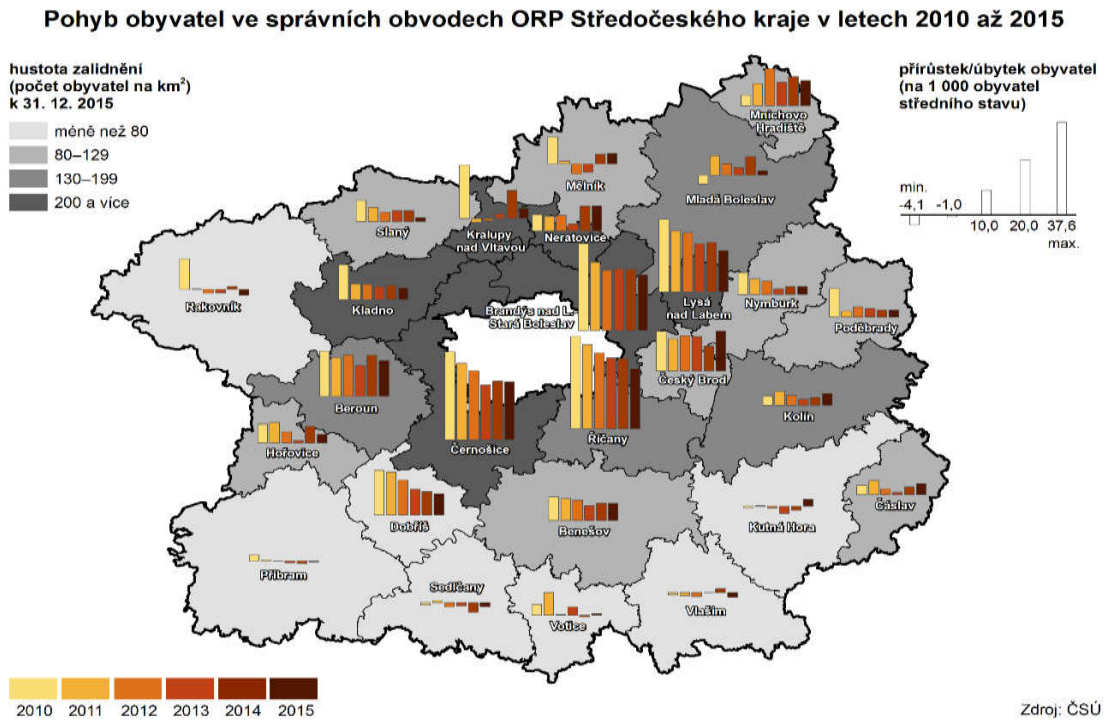 Pohyb obyvatel ve správních obvodech ORP Středočeského kraje v letech 2010 až 2015
hustota zalidnění
(počet obyvatel na km²)
k 31. 12. 2015
méně než 80
80–129
130–199
200 a více
přírůstek/úbytek obyvatel
(na 1 000 obyvatel
středního stavu)
min.
-4,1 -1,0
10,0 20,0 37,6
max.
Mnichovo
Hradiště
Mělník
Mladá Boleslav
Slaný
Kralupy
nad Vltavou
Neratovice
Rakovník
Kladno
Brandýs nad L.-
Stará Boleslav
Lysá
nad Labem
Nymburk
Poděbrady
Český Brod
Beroun
Kolín
Hořovice
Černošice
Říčany
Čáslav
Dobříš
Benešov
Kutná Hora
Příbram
Sedlčany
Votice
Vlašim
2010 2011 2012 2013 2014 2015
Zdroj: ČSÚ